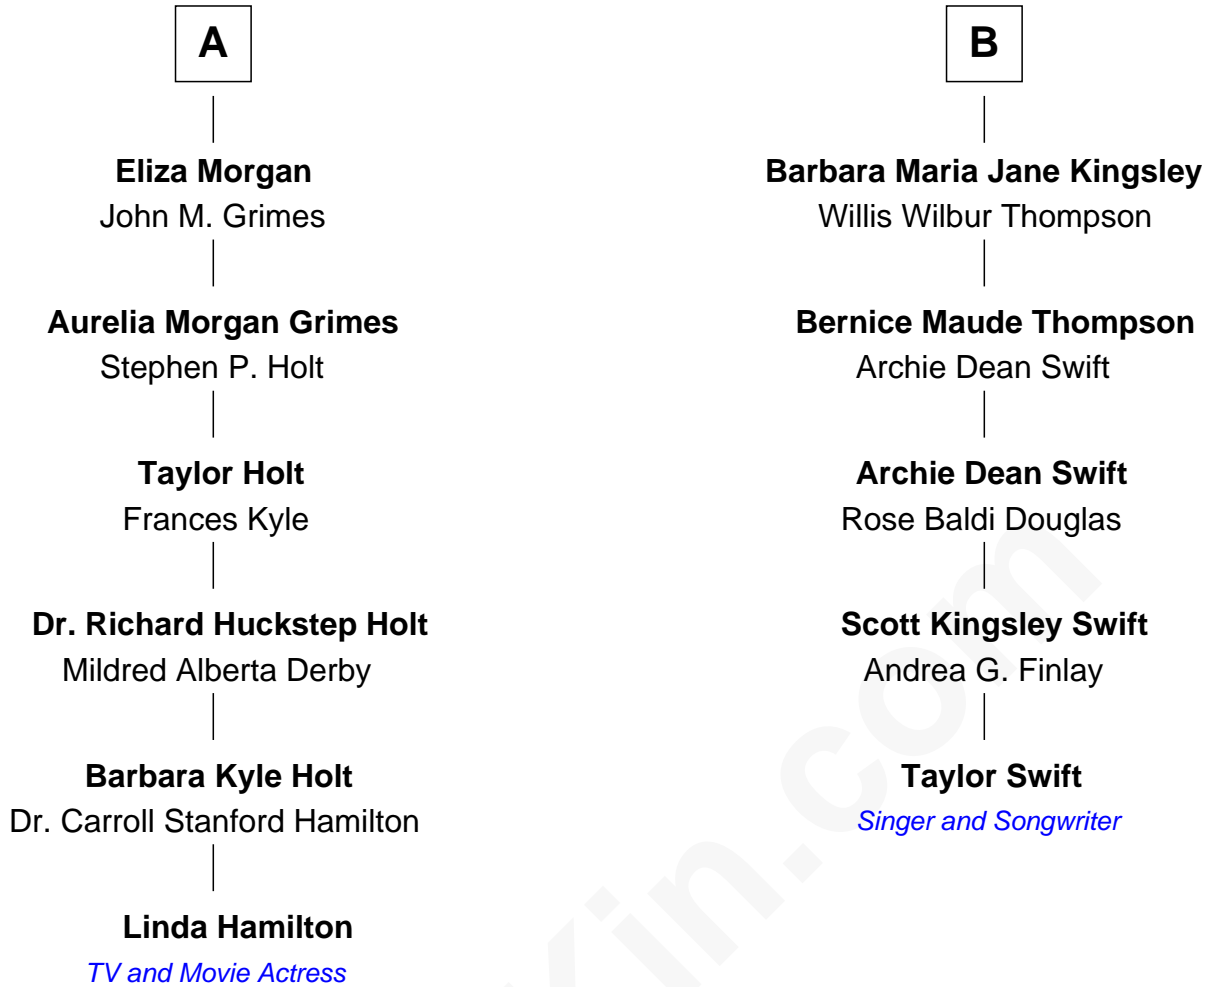 A
Eliza Morgan
John M. Grimes
Aurelia Morgan Grimes
Stephen P. Holt
Taylor Holt
Frances Kyle
Dr. Richard Huckstep Holt
Mildred Alberta Derby
Barbara Kyle Holt
Dr. Carroll Stanford Hamilton
Linda Hamilton
TV and Movie Actress
B
Barbara Maria Jane Kingsley
Willis Wilbur Thompson
Bernice Maude Thompson
Archie Dean Swift
Archie Dean Swift
Rose Baldi Douglas
Scott Kingsley Swift
Andrea G. Finlay
Taylor Swift
Singer and Songwriter
Kin.com